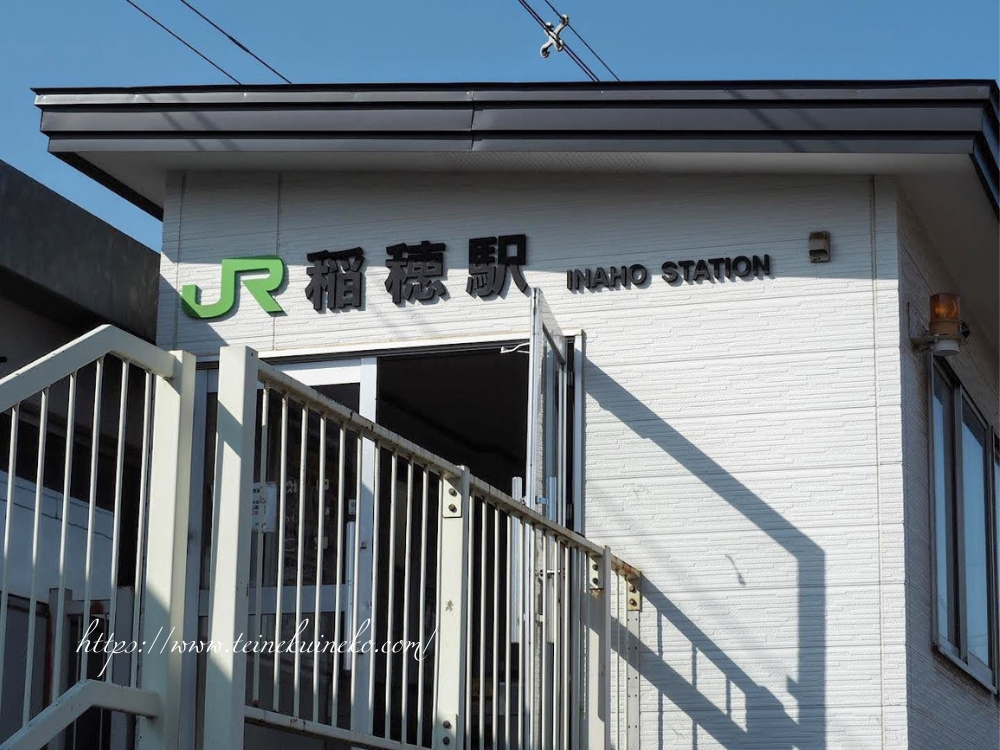 JR 稲穂駅 INAHO STATION
https://www.teinekuineko.com/